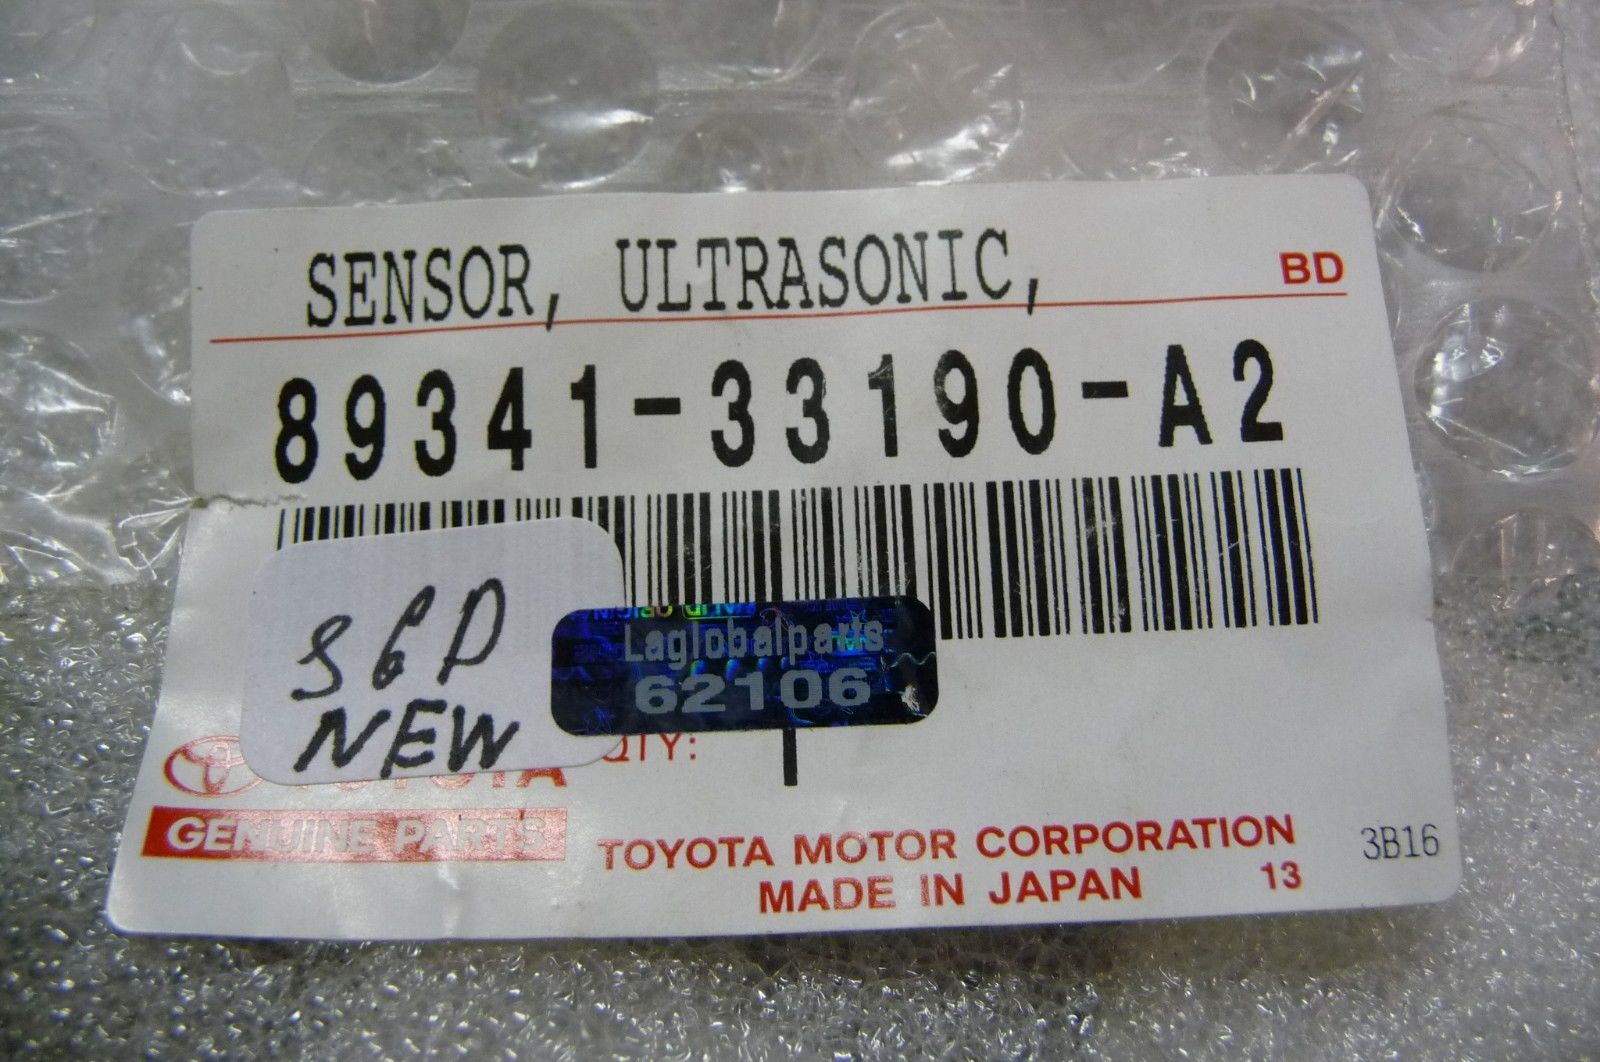 SENSOR, ULTRASONIC,
BD
89341-33190-A2
S6D
NEW
Laglobalparts
62106
TOYOTA
QTY: 1
GENUINE PARTS
TOYOTA MOTOR CORPORATION
3B16
MADE IN JAPAN 13